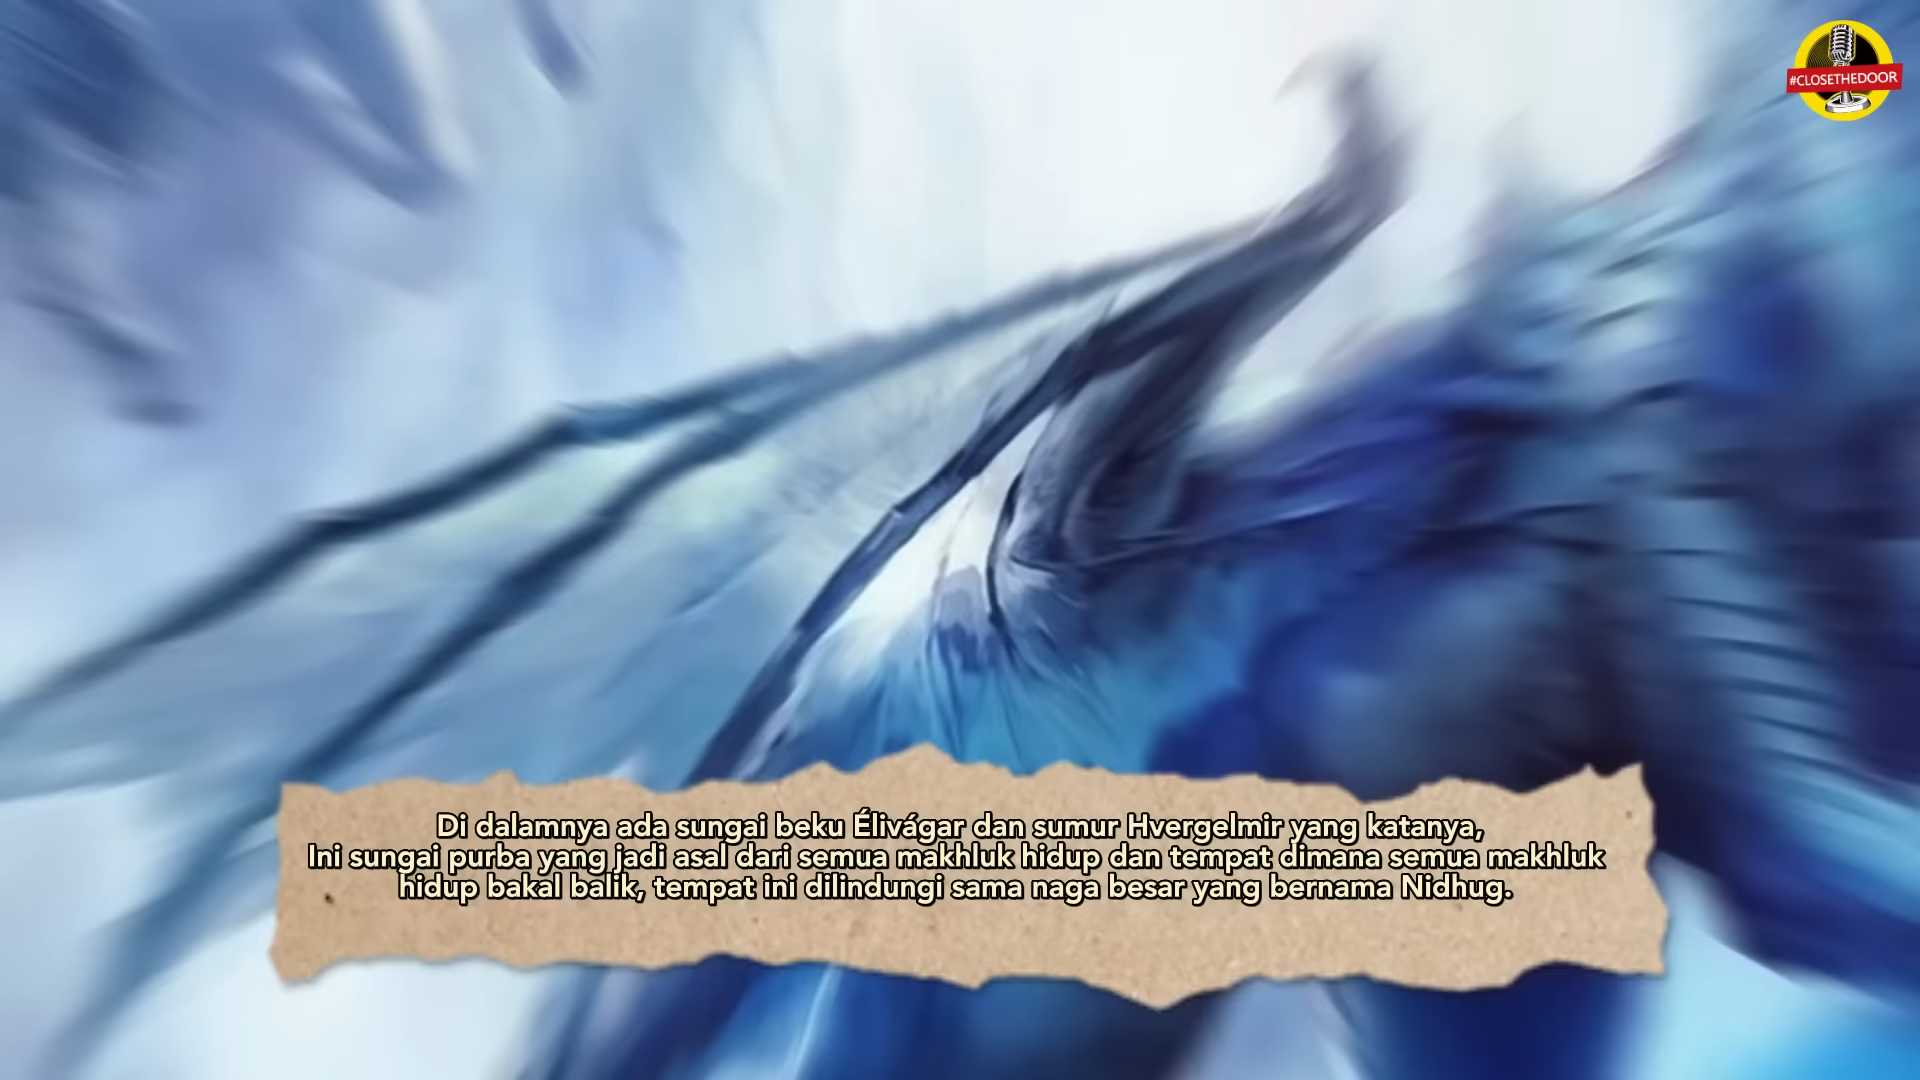 #CLOSETHEDOOR
Di dalamnya ada sungai beku Élivágar dan sumur Hvergelmir yang katanya,
Ini sungai purba yang jadi asal dari semua makhluk hidup dan tempat dimana semua makhluk
hidup bakal balik, tempat ini dilindungi sama naga besar yang bernama Nidhug.